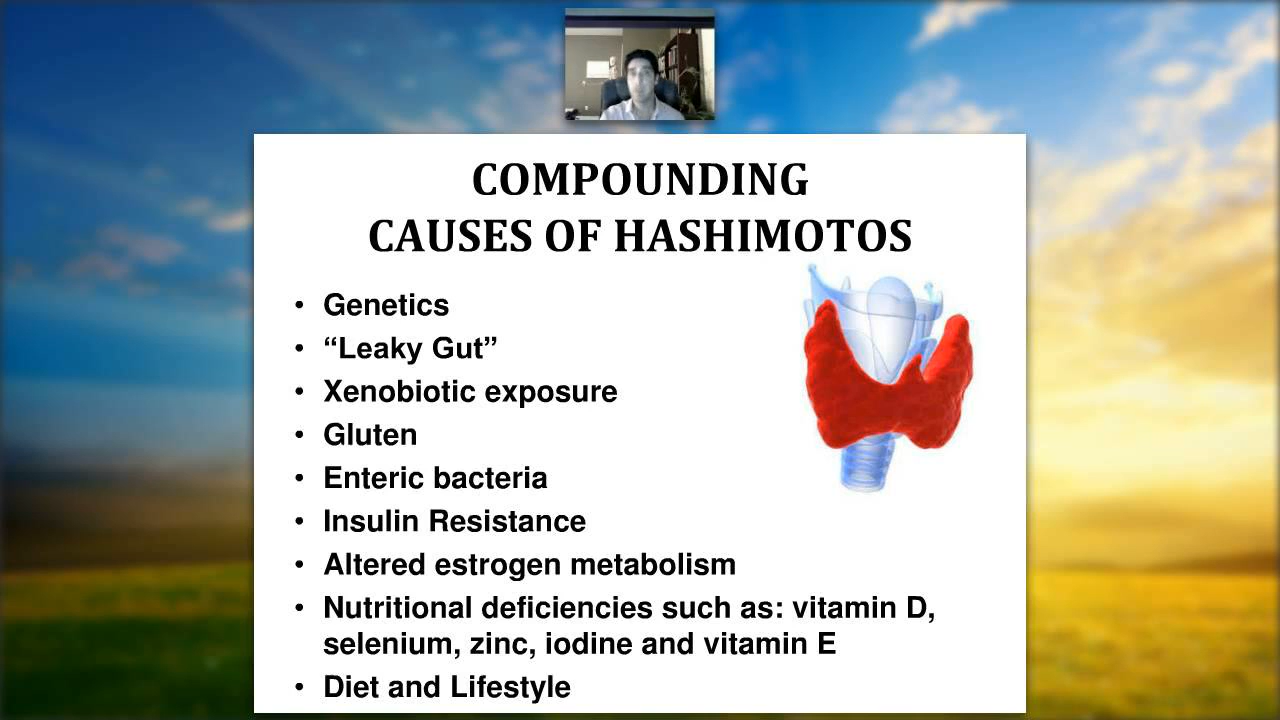 COMPOUNDING
CAUSES OF HASHIMOTOS
• Genetics
• “Leaky Gut”
• Xenobiotic exposure
• Gluten
• Enteric bacteria
• Insulin Resistance
• Altered estrogen metabolism
• Nutritional deficiencies such as: vitamin D,
selenium, zinc, iodine and vitamin E
• Diet and Lifestyle